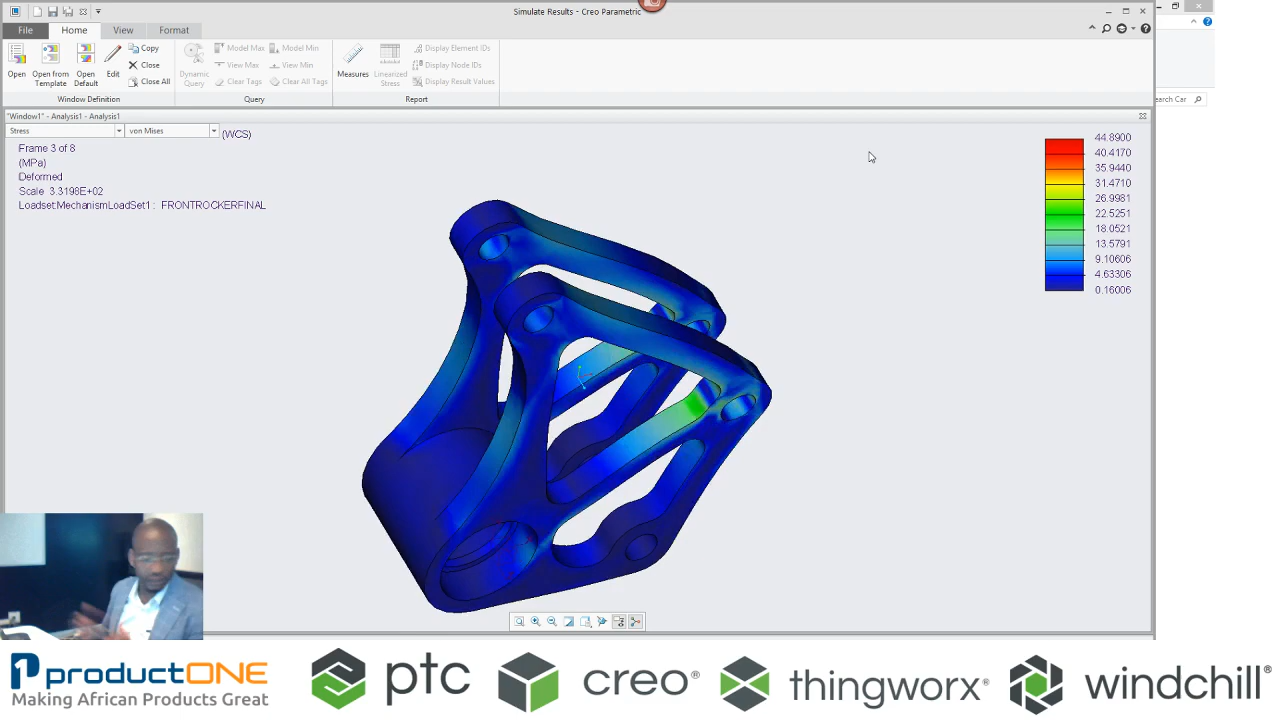 Simulate Results - Creo Parametric
File Home View Format
Open
Open from Template
Open Default
Edit
Copy
Close
Close All
Window Definition
Dynamic Query
Model Max Model Min
View Max View Min
Clear Tags Clear All Tags
Query
Measures
Linearized Stress
Display Element IDs
Display Node IDs
Display Result Values
Report
earch Car
"Window1" - Analysis1 - Analysis1
Stress von Mises (WCS)
Frame 3 of 8
(MPa)
Deformed
Scale 3.3198E+02
Loadset:MechanismLoadSet1 : FRONTROCKERFINAL
44.8900
40.4170
35.9440
31.4710
26.9981
22.5251
18.0521
13.5791
9.10606
4.63306
0.16006
productONE
Making African Products Great
ptc
creo®
thingworx®
windchill®